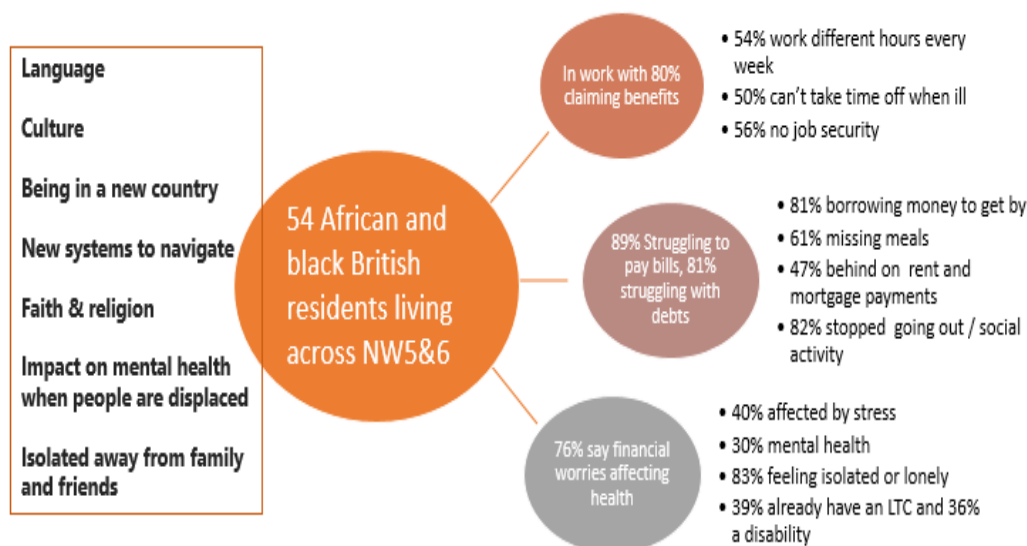 Language
Culture
Being in a new country
New systems to navigate
Faith & religion
Impact on mental health
when people are displaced
Isolated away from family
and friends
54 African and
black British
residents living
across NW5&6
In work with 80%
claiming benefits
• 54% work different hours every
week
• 50% can't take time off when ill
• 56% no job security
89% Struggling to
pay bills, 81%
struggling with
debts
• 81% borrowing money to get by
• 61% missing meals
• 47% behind on rent and
mortgage payments
• 82% stopped going out / social
activity
76% say financial
worries affecting
health
• 40% affected by stress
• 30% mental health
• 83% feeling isolated or lonely
• 39% already have an LTC and 36%
a disability